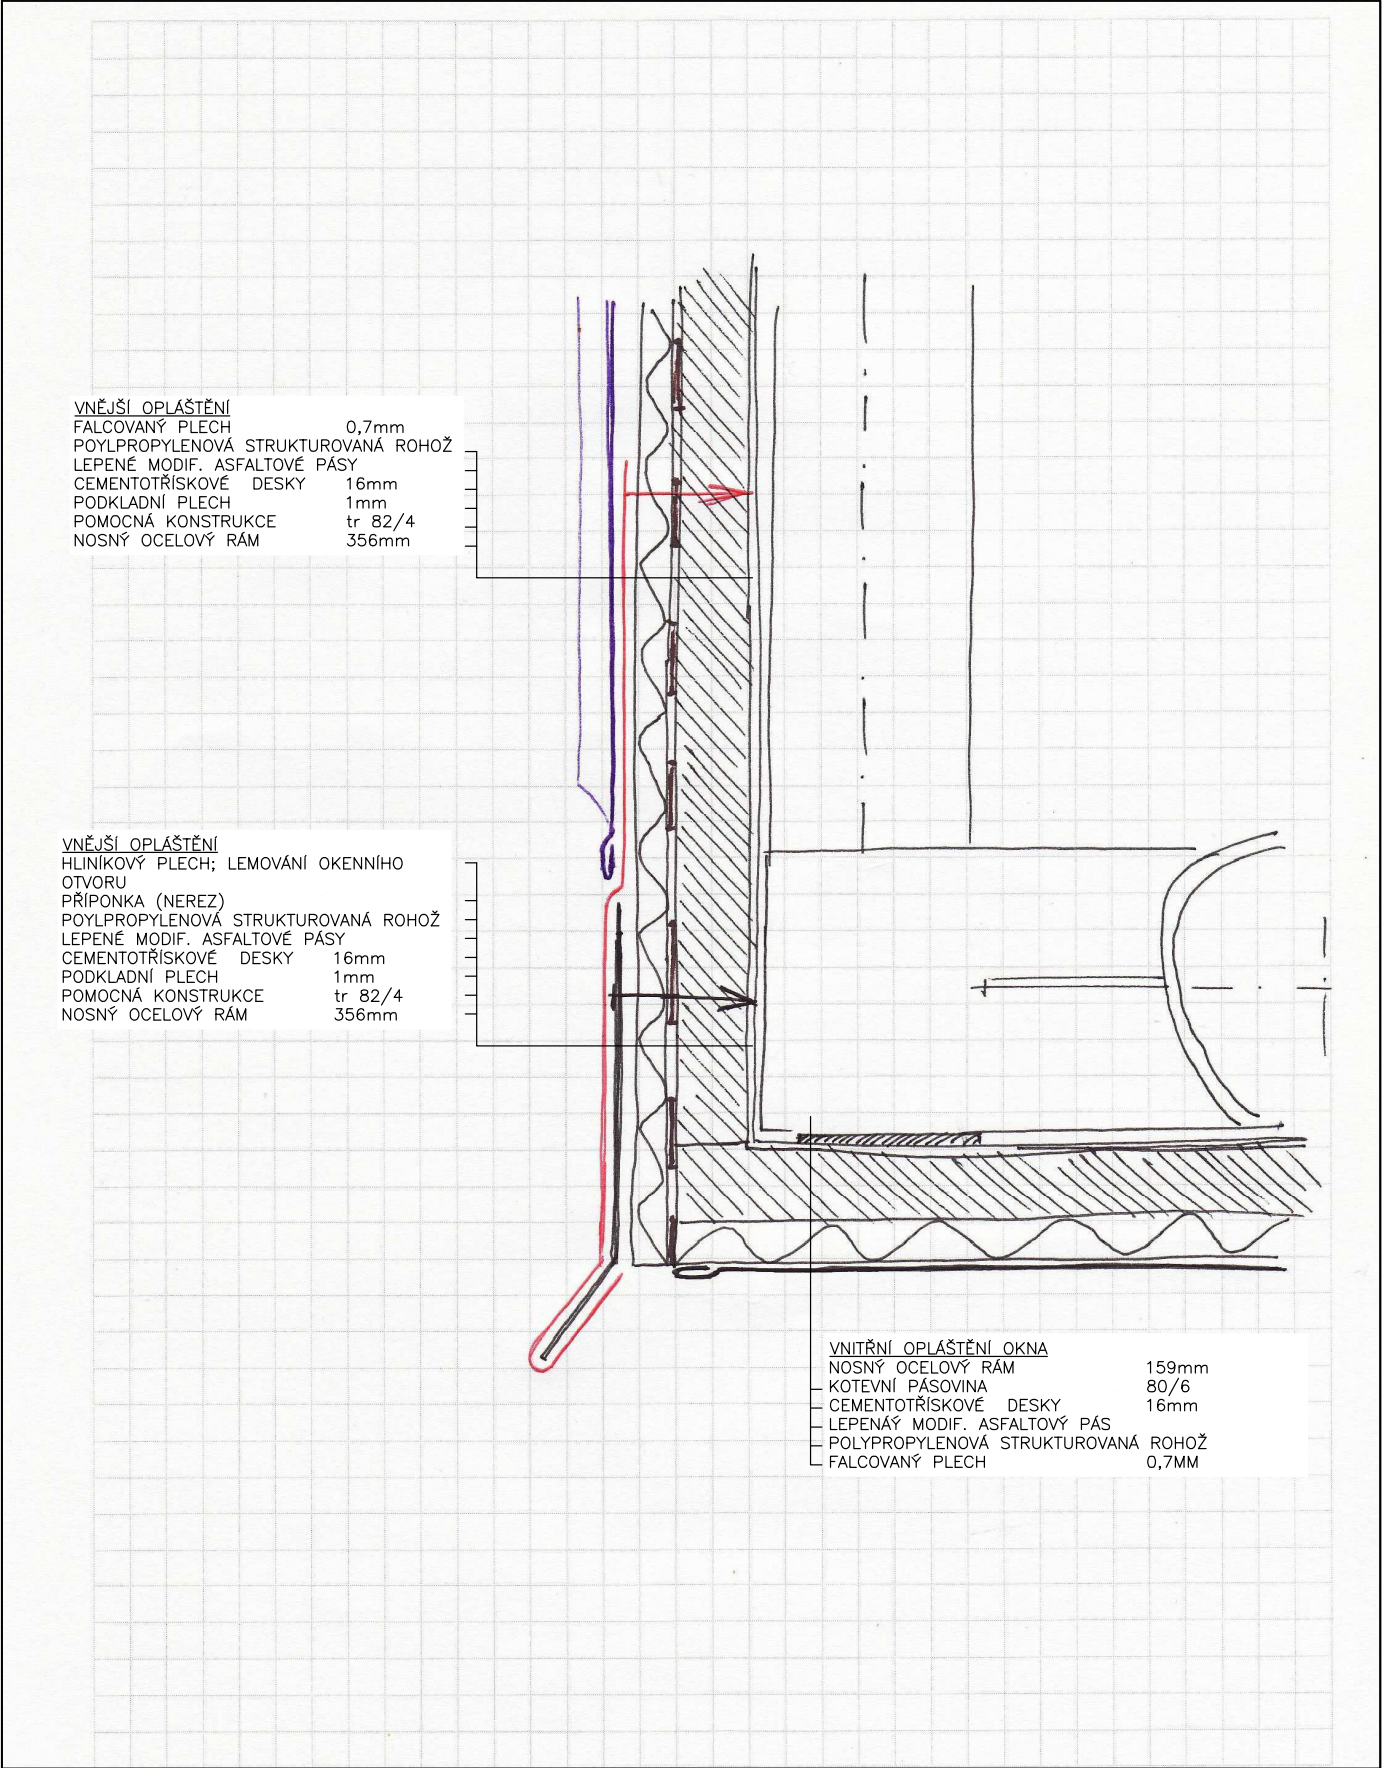 VNĚJŠÍ OPLÁŠTĚNÍ
FALCOVANÝ PLECH 0,7mm
POYLPROPYLENOVÁ STRUKTUROVANÁ ROHOŽ
LEPENÉ MODIF. ASFALTOVÉ PÁSY
CEMENTOTŘÍSKOVÉ DESKY 16mm
PODKLADNÍ PLECH 1mm
POMOCNÁ KONSTRUKCE tr 82/4
NOSNÝ OCELOVÝ RÁM 356mm
VNĚJŠÍ OPLÁŠTĚNÍ
HLINÍKOVÝ PLECH; LEMOVÁNÍ OKENNÍHO
OTVORU
PŘÍPONKA (NEREZ)
POYLPROPYLENOVÁ STRUKTUROVANÁ ROHOŽ
LEPENÉ MODIF. ASFALTOVÉ PÁSY
CEMENTOTŘÍSKOVÉ DESKY 16mm
PODKLADNÍ PLECH 1mm
POMOCNÁ KONSTRUKCE tr 82/4
NOSNÝ OCELOVÝ RÁM 356mm
VNITŘNÍ OPLÁŠTĚNÍ OKNA
NOSNÝ OCELOVÝ RÁM 159mm
KOTEVNÍ PÁSOVINA 80/6
CEMENTOTŘÍSKOVÉ DESKY 16mm
LEPENÁÝ MODIF. ASFALTOVÝ PÁS
POLYPROPYLENOVÁ STRUKTUROVANÁ ROHOŽ
FALCOVANÝ PLECH 0,7MM